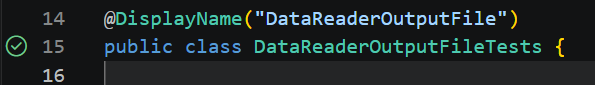 14 @DisplayName("DataReaderOutputFile")
15 public class DataReaderOutputFileTests {
16